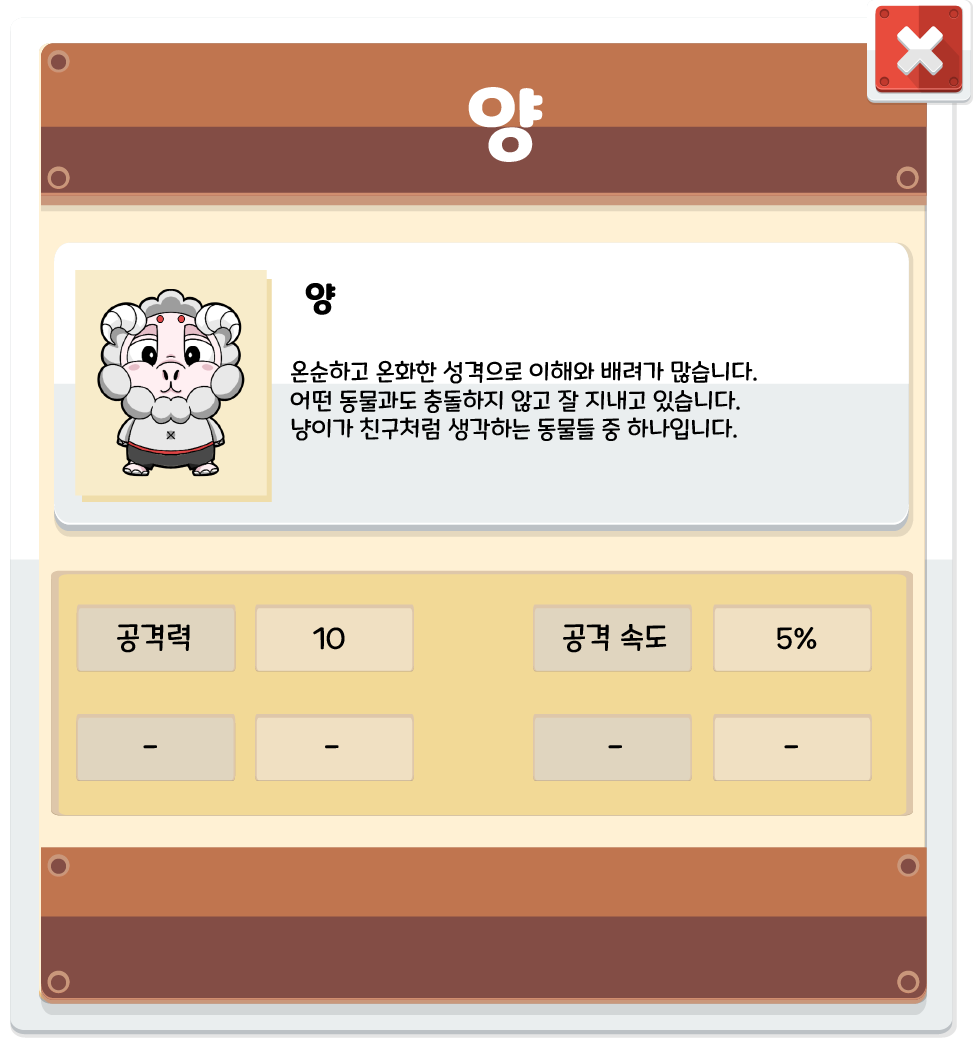 양
양
온순하고 온화한 성격으로 이해와 배려가 많습니다.
어떤 동물과도 충돌하지 않고 잘 지내고 있습니다.
냥이가 친구처럼 생각하는 동물들 중 하나입니다.
공격력 10 공격 속도 5%
- - - -